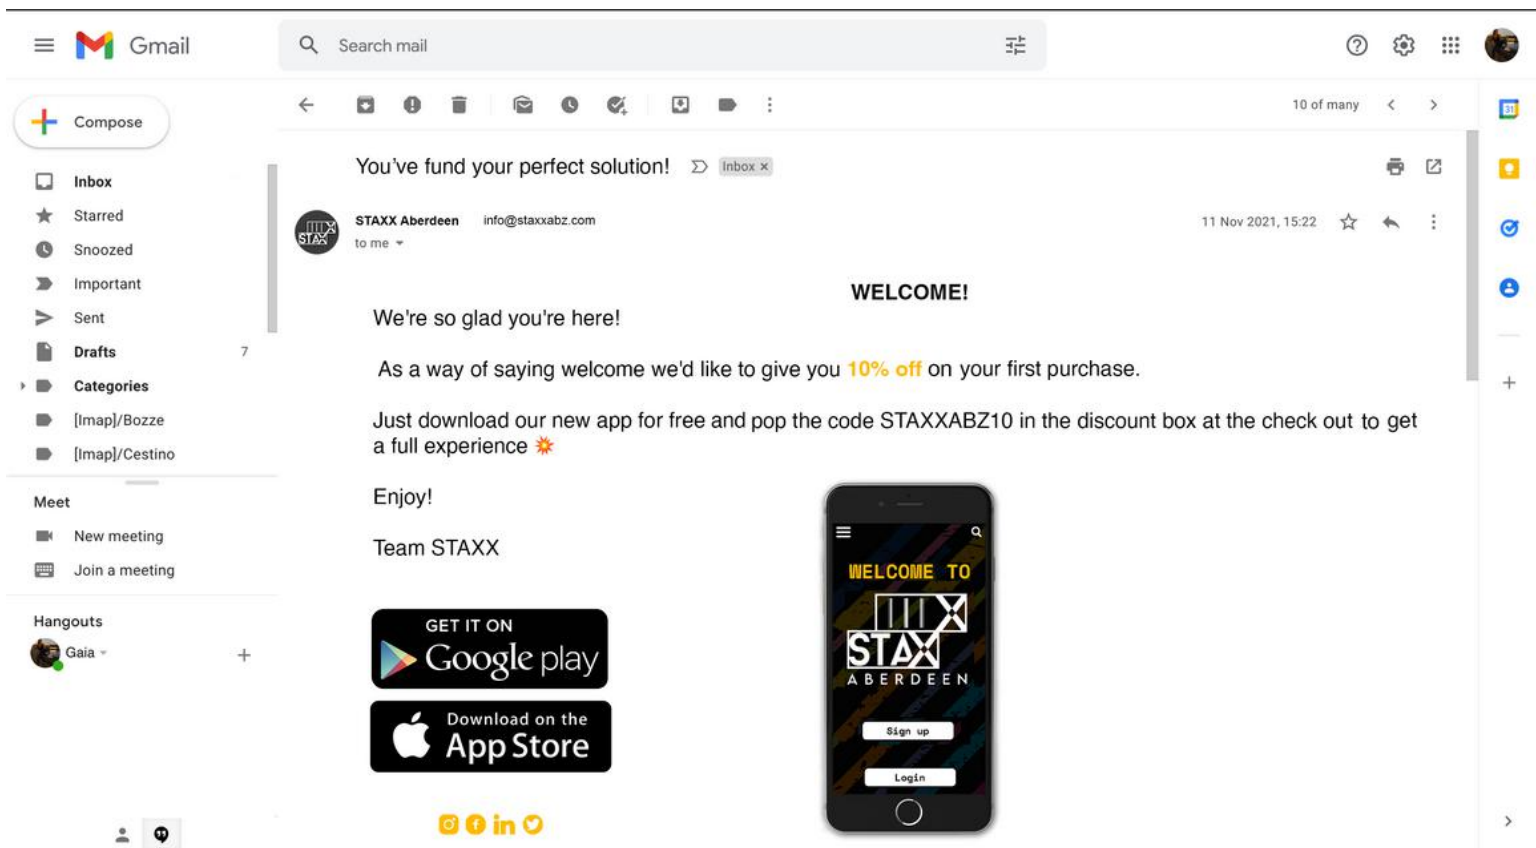 Gmail
Search mail
Compose
10 of many
31
Inbox
Starred
Snoozed
Important
Sent
Drafts 7
Categories
[Imap]/Bozze
[Imap]/Cestino
Meet
New meeting
Join a meeting
Hangouts
Gaia
You've fund your perfect solution! Inbox ×
STAXX Aberdeen info@staxxabz.com 11 Nov 2021, 15:22
to me
STAX
WELCOME!
We're so glad you're here!
As a way of saying welcome we'd like to give you 10% off on your first purchase.
Just download our new app for free and pop the code STAXXABZ10 in the discount box at the check out to get
a full experience 💥
Enjoy!
Team STAXX
GET IT ON
Google play
Download on the
App Store
in
WELCOME TO
STAXX
ABERDEEN
Sign up
Login